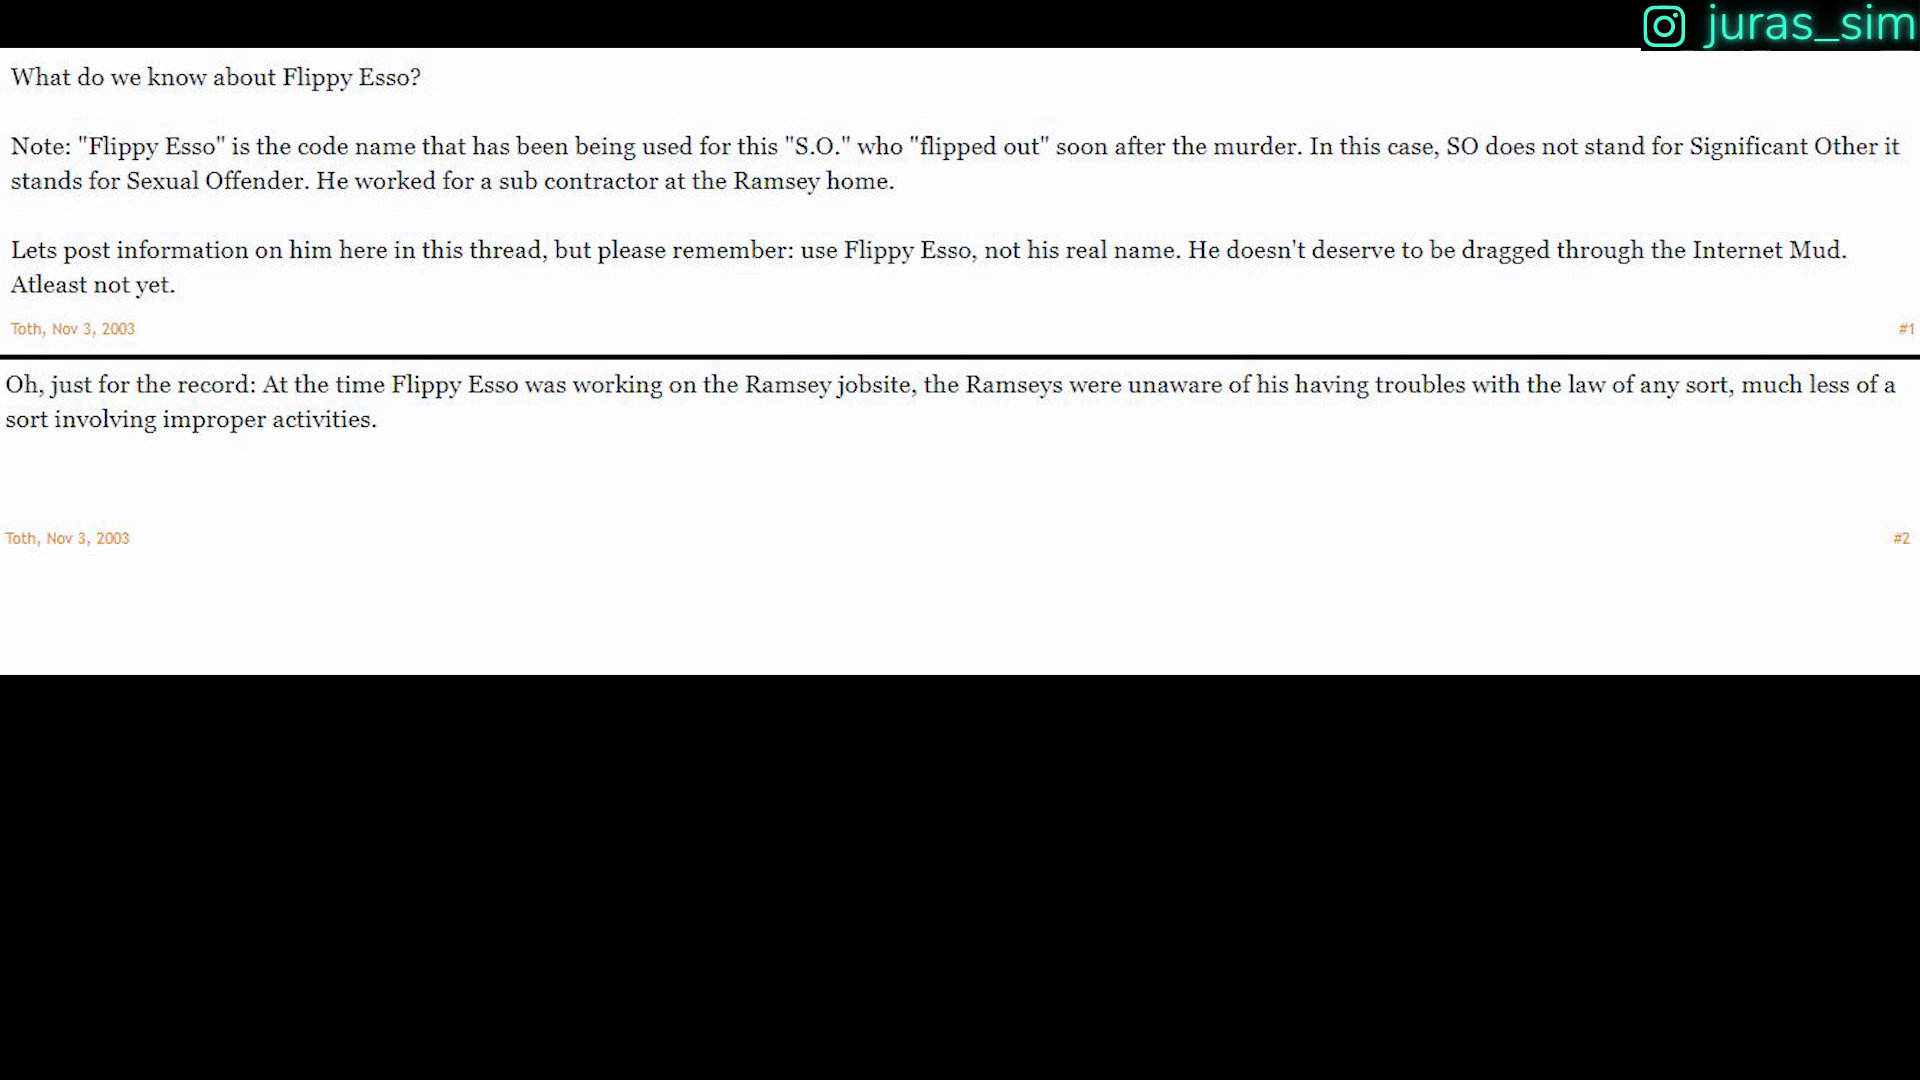 juras_sim
What do we know about Flippy Esso?
Note: "Flippy Esso" is the code name that has been being used for this "S.O." who "flipped out" soon after the murder. In this case, SO does not stand for Significant Other it
stands for Sexual Offender. He worked for a sub contractor at the Ramsey home.
Lets post information on him here in this thread, but please remember: use Flippy Esso, not his real name. He doesn't deserve to be dragged through the Internet Mud.
Atleast not yet.
Toth, Nov 3, 2003 #1
Oh, just for the record: At the time Flippy Esso was working on the Ramsey jobsite, the Ramseys were unaware of his having troubles with the law of any sort, much less of a
sort involving improper activities.
Toth, Nov 3, 2003 #2